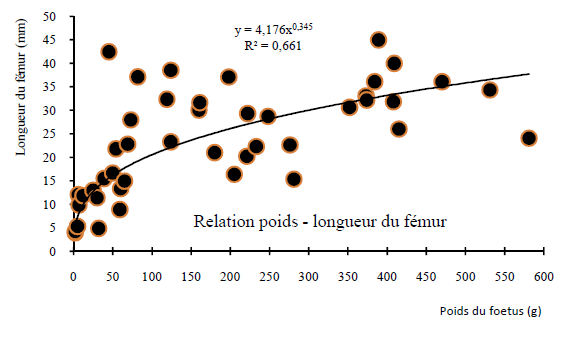 Longueur du fémur (mm)
50
45
40
35
30
25
20
15
10
5
0
y = 4,176x^0,345
R² = 0,661
Relation poids - longueur du fémur
0 50 100 150 200 250 300 350 400 450 500 550 600
Poids du foetus (g)